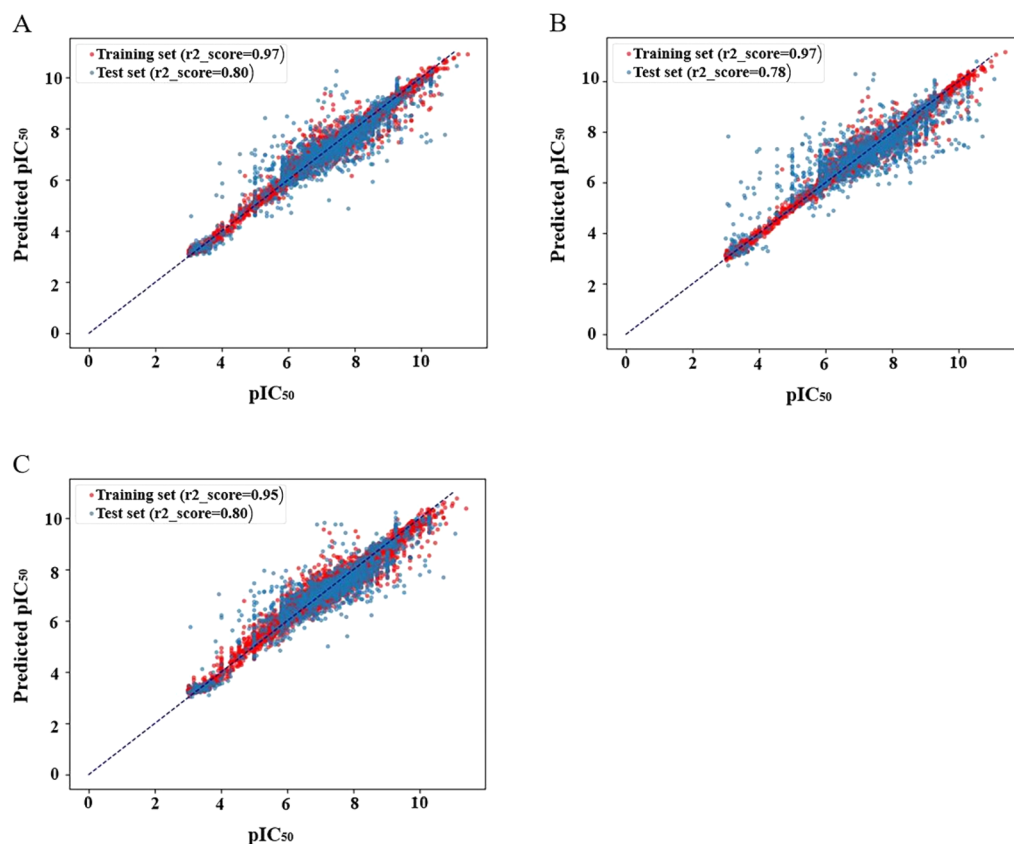 A
Training set (r2_score=0.97)
Test set (r2_score=0.80)
10
8
6
4
2
0
Predicted pIC50
0 2 4 6 8 10
pIC50
B
Training set (r2_score=0.97)
Test set (r2_score=0.78)
10
8
6
4
2
0
Predicted pIC50
0 2 4 6 8 10
pIC50
C
Training set (r2_score=0.95)
Test set (r2_score=0.80)
10
8
6
4
2
0
Predicted pIC50
0 2 4 6 8 10
pIC50